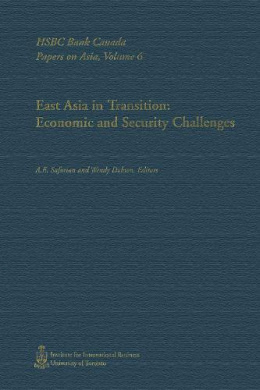 HSBC Bank Canada
Papers on Asia, Volume 6
East Asia in Transition:
Economic and Security Challenges
A.E. Safarian and Wendy Dobson, Editors
Institute for International Business
University of Toronto